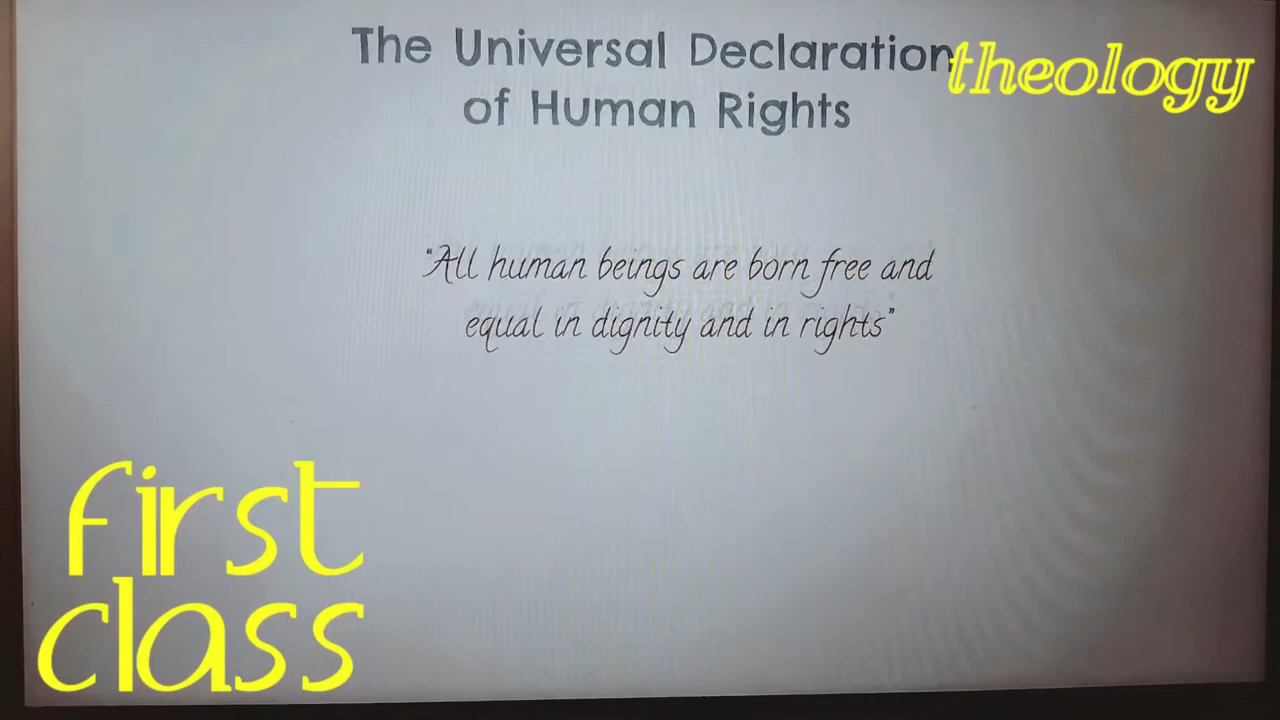 The Universal Declaration
theology
of Human Rights
"All human beings are born free and
equal in dignity and in rights"
first
class